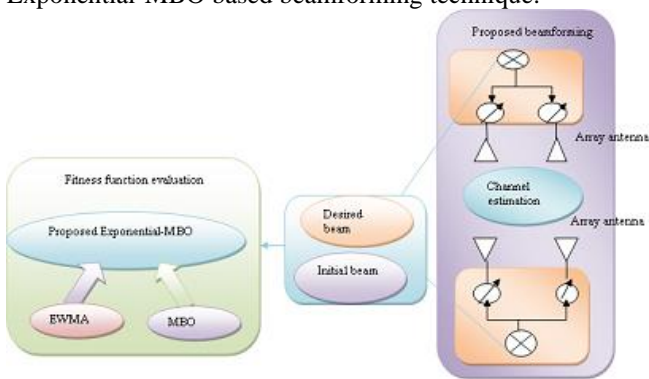 Exponential-MBO based beamforming technique.
Proposed beamforming
Array antenna
Fitness function evaluation
Proposed Exponential-MBO
EWMA
MBO
Desired
beam
Initial beam
Channel
estimation
Array antenna